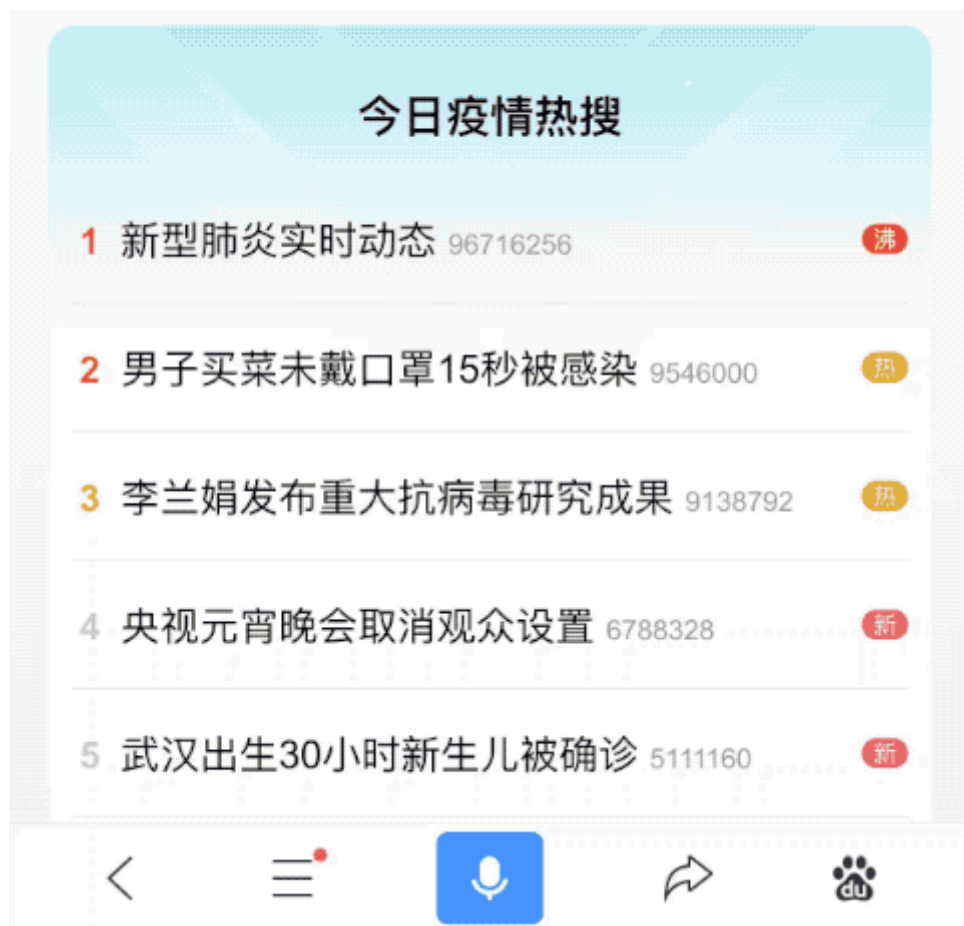 今日疫情热搜
1 新型肺炎实时动态 96716256 沸
2 男子买菜未戴口罩15秒被感染 9546000 热
3 李兰娟发布重大抗病毒研究成果 9138792 热
4 央视元宵晚会取消观众设置 6788328 新
5 武汉出生30小时新生儿被确诊 5111160 新
du